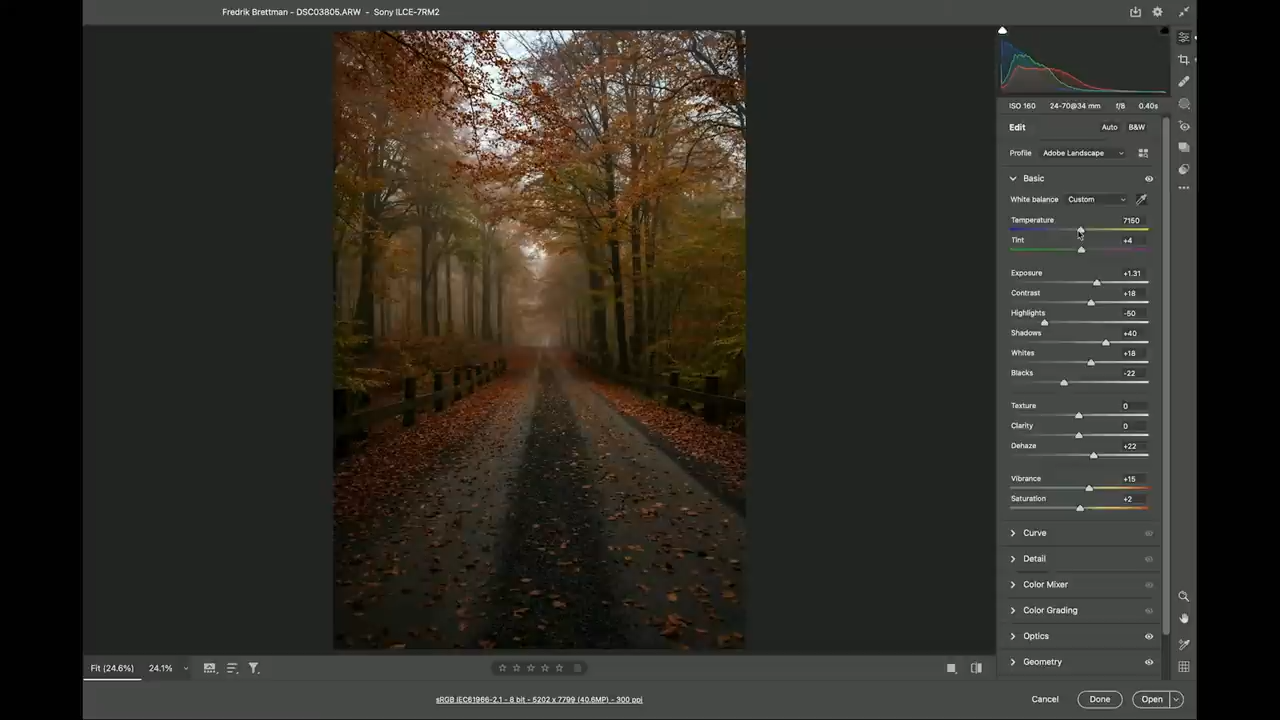 Fredrik Brettman - DSC03805.ARW - Sony ILCE-7RM2
ISO 160 24-70@34 mm f/8 0.40s
Edit Auto B&W
Profile Adobe Landscape
Basic
White balance Custom
Temperature 7150
Tint +4
Exposure +1.31
Contrast +18
Highlights -50
Shadows +40
Whites +18
Blacks -22
Texture 0
Clarity 0
Dehaze +22
Vibrance +15
Saturation +2
Curve
Detail
Color Mixer
Color Grading
Optics
Geometry
Fit (24.6%) 24.1%
sRGB IEC61966-2.1 - 8 bit - 5202 x 7799 (40.6MP) - 300 ppi
Cancel Done Open